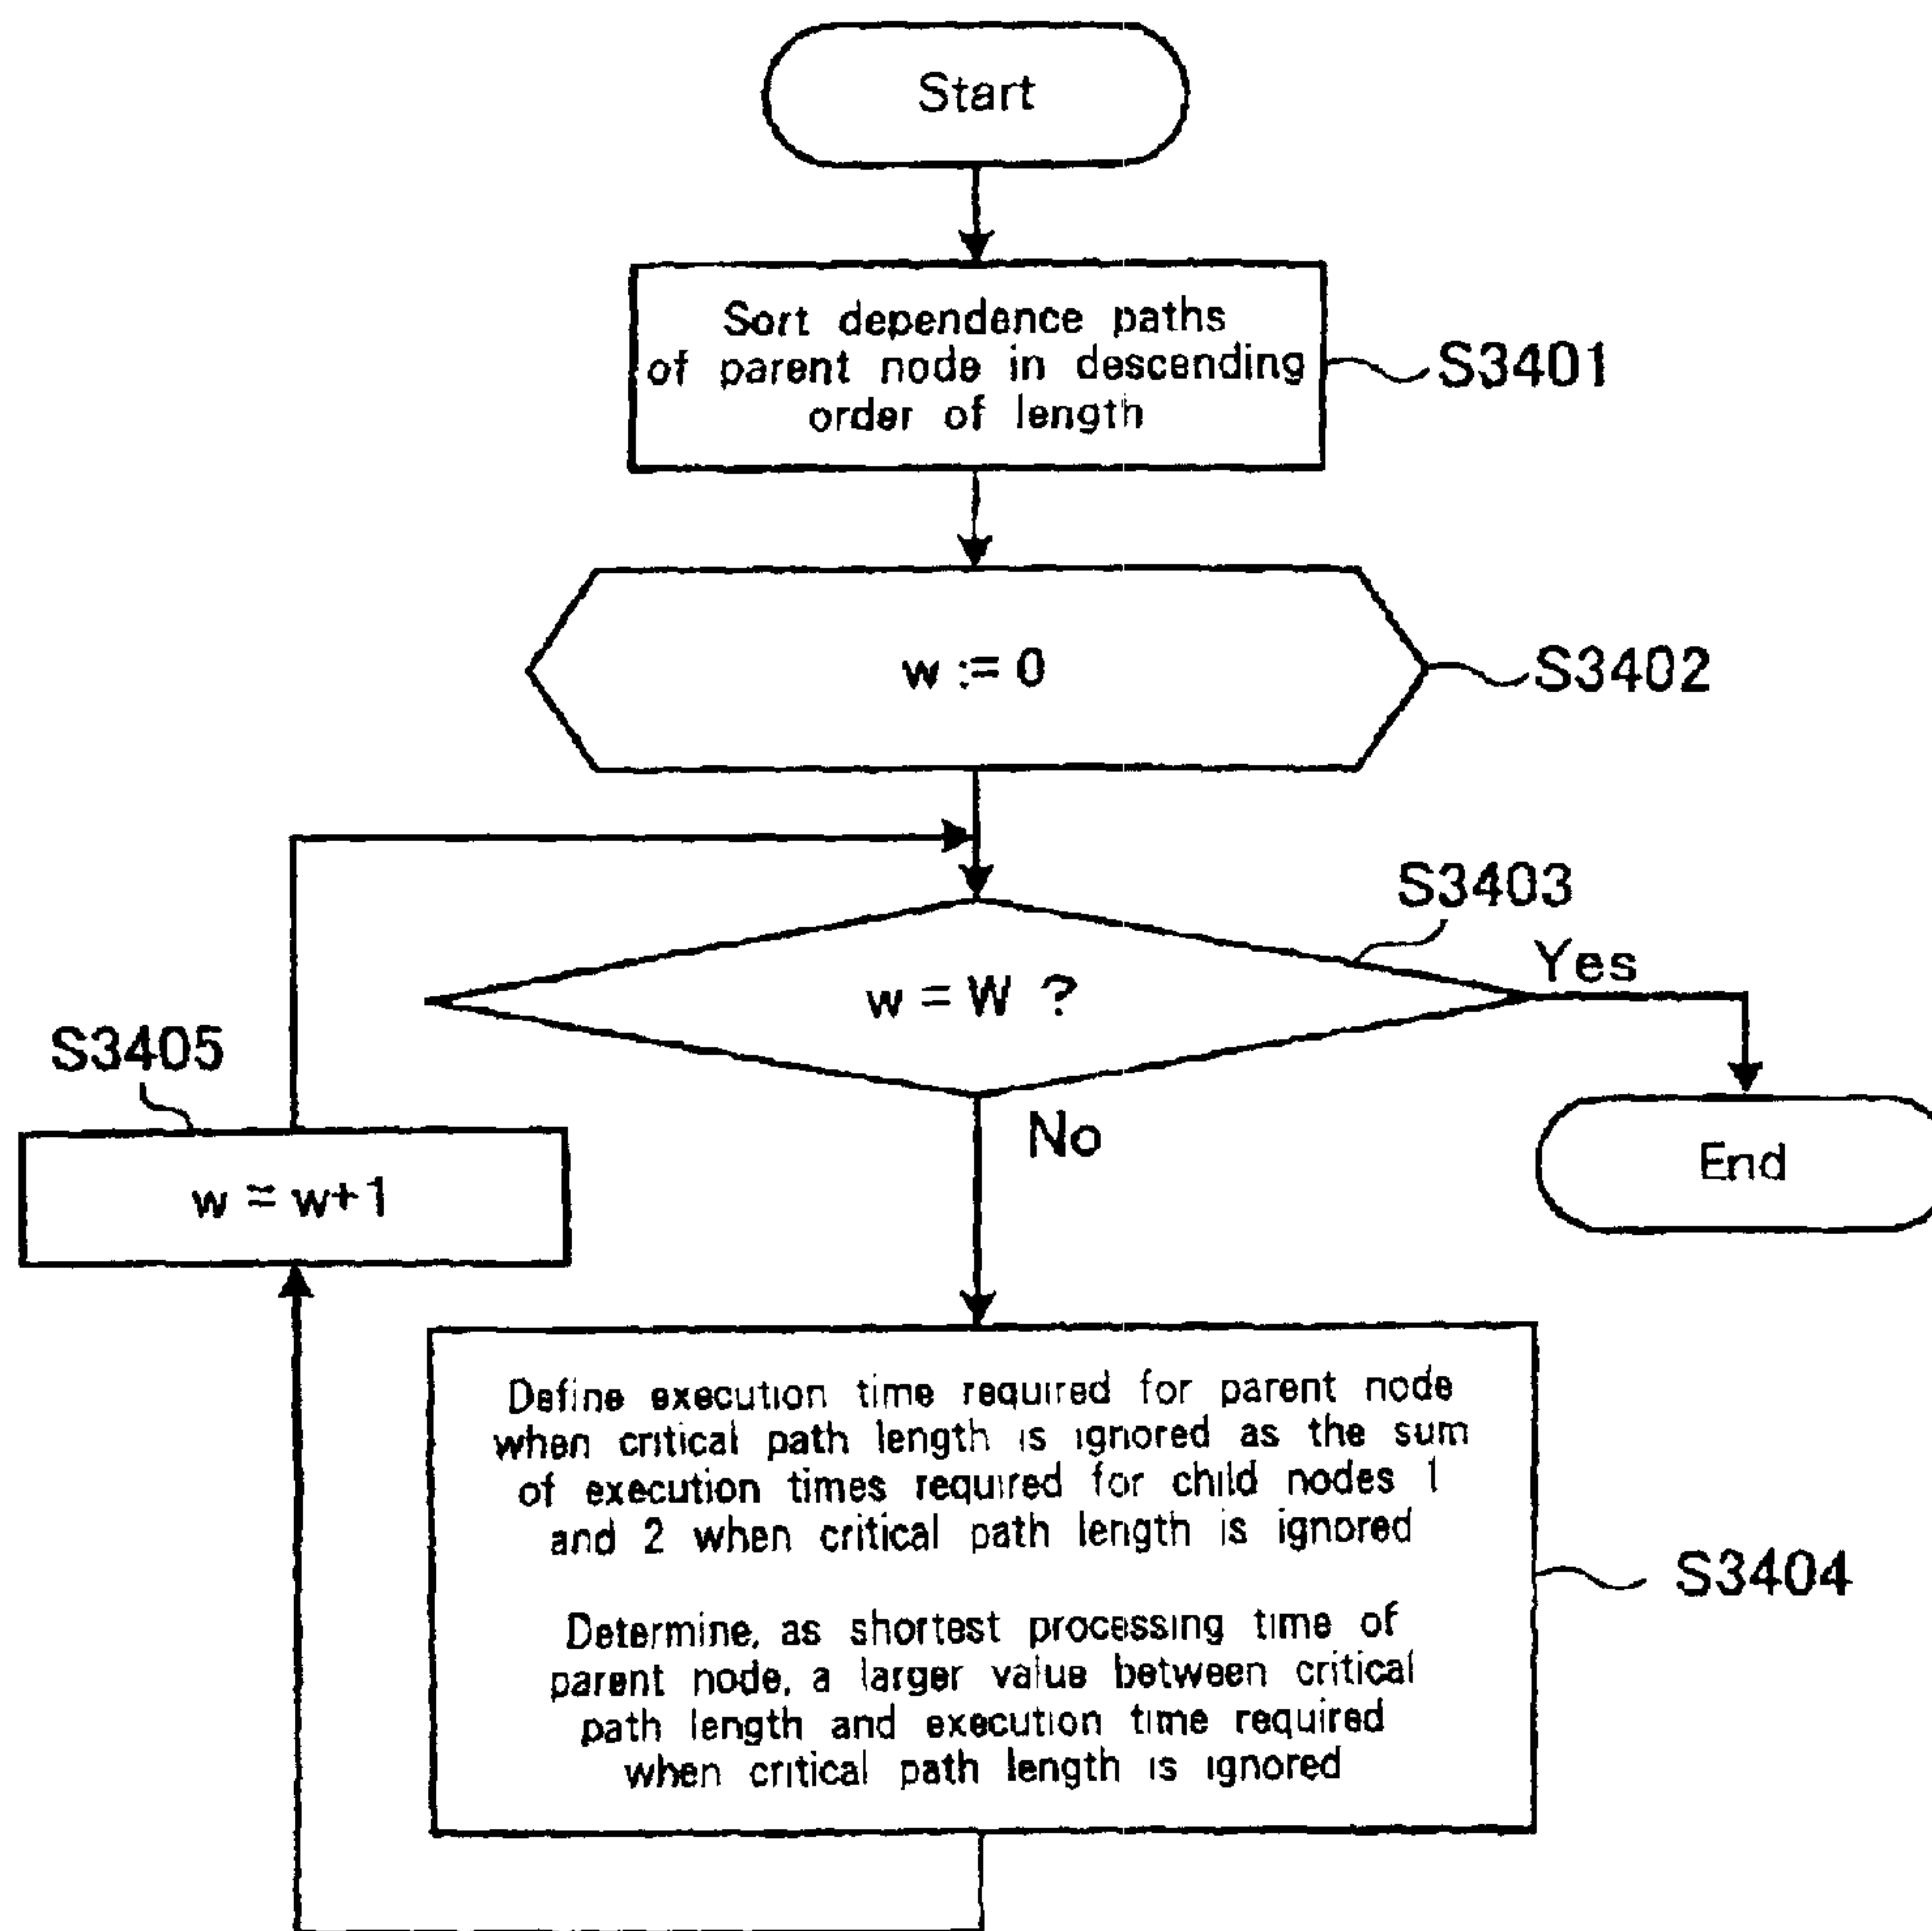 Start
Sort dependence paths
of parent node in descending
order of length
S3401
w := 0
S3402
S3403
w = W ?
Yes
S3405
No
End
w = w+1
Define execution time required for parent node
when critical path length is ignored as the sum
of execution times required for child nodes 1
and 2 when critical path length is ignored
S3404
Determine, as shortest processing time of
parent node, a larger value between critical
path length and execution time required
when critical path length is ignored